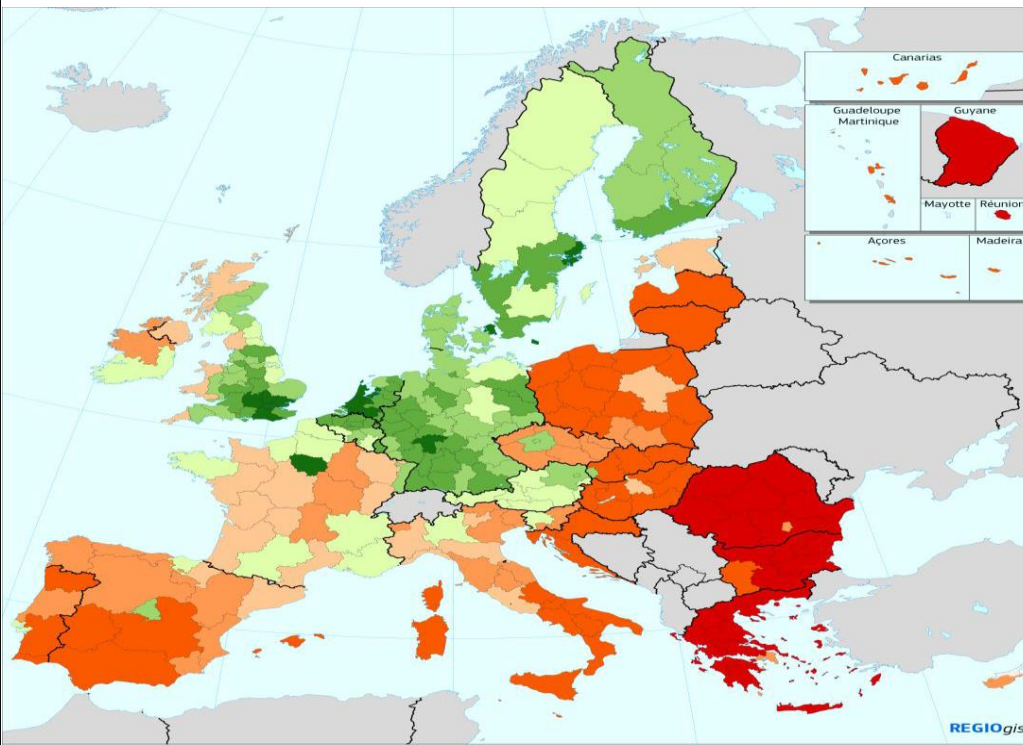 Canarias
Guadeloupe
Martinique
Guyane
Mayotte
Réunion
Açores
Madeira
REGIOgis